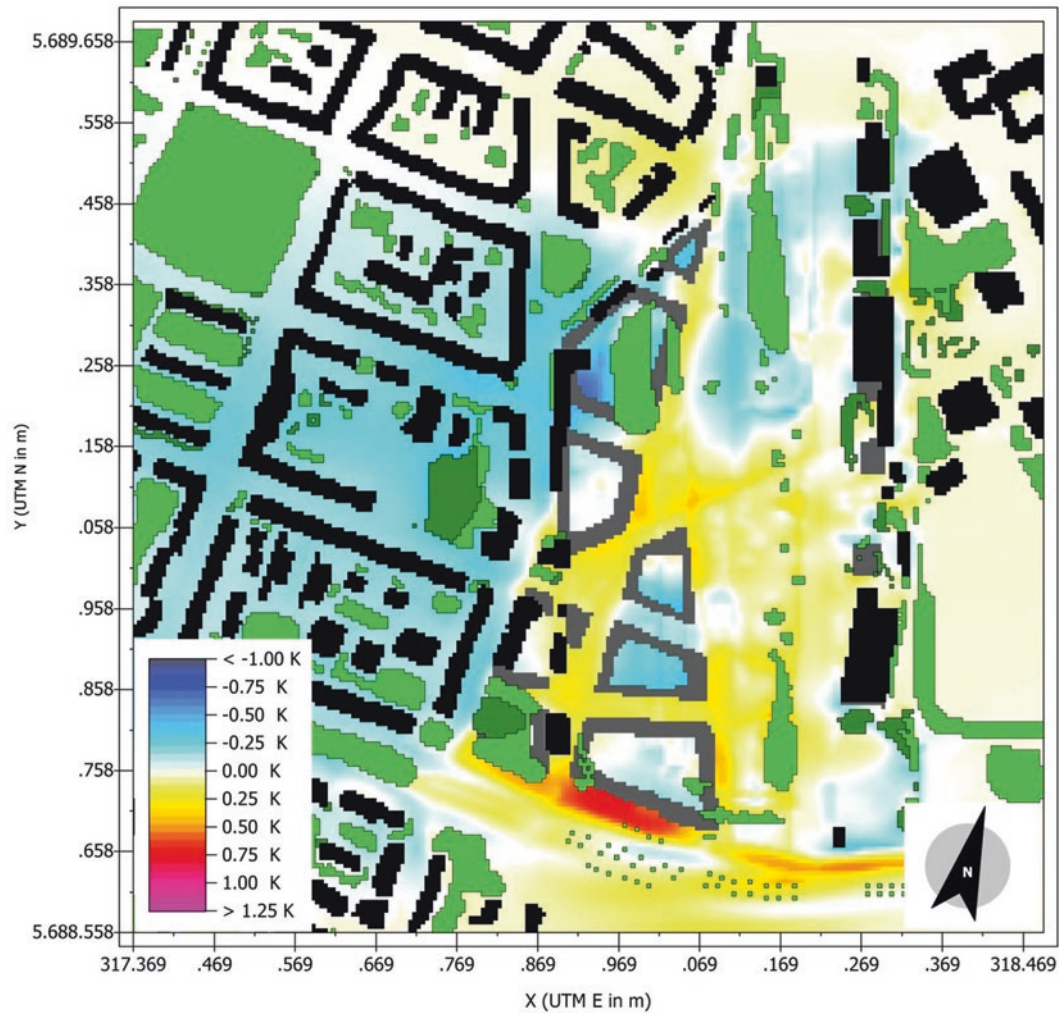 Y (UTM N in m)
5.689.658
.558
.458
.358
.258
.158
.058
.958
.858
.758
.658
5.688.558
< -1.00 K
-0.75 K
-0.50 K
-0.25 K
0.00 K
0.25 K
0.50 K
0.75 K
1.00 K
> 1.25 K
N
317.369 .469 .569 .669 .769 .869 .969 .069 .169 .269 .369 318.469
X (UTM E in m)